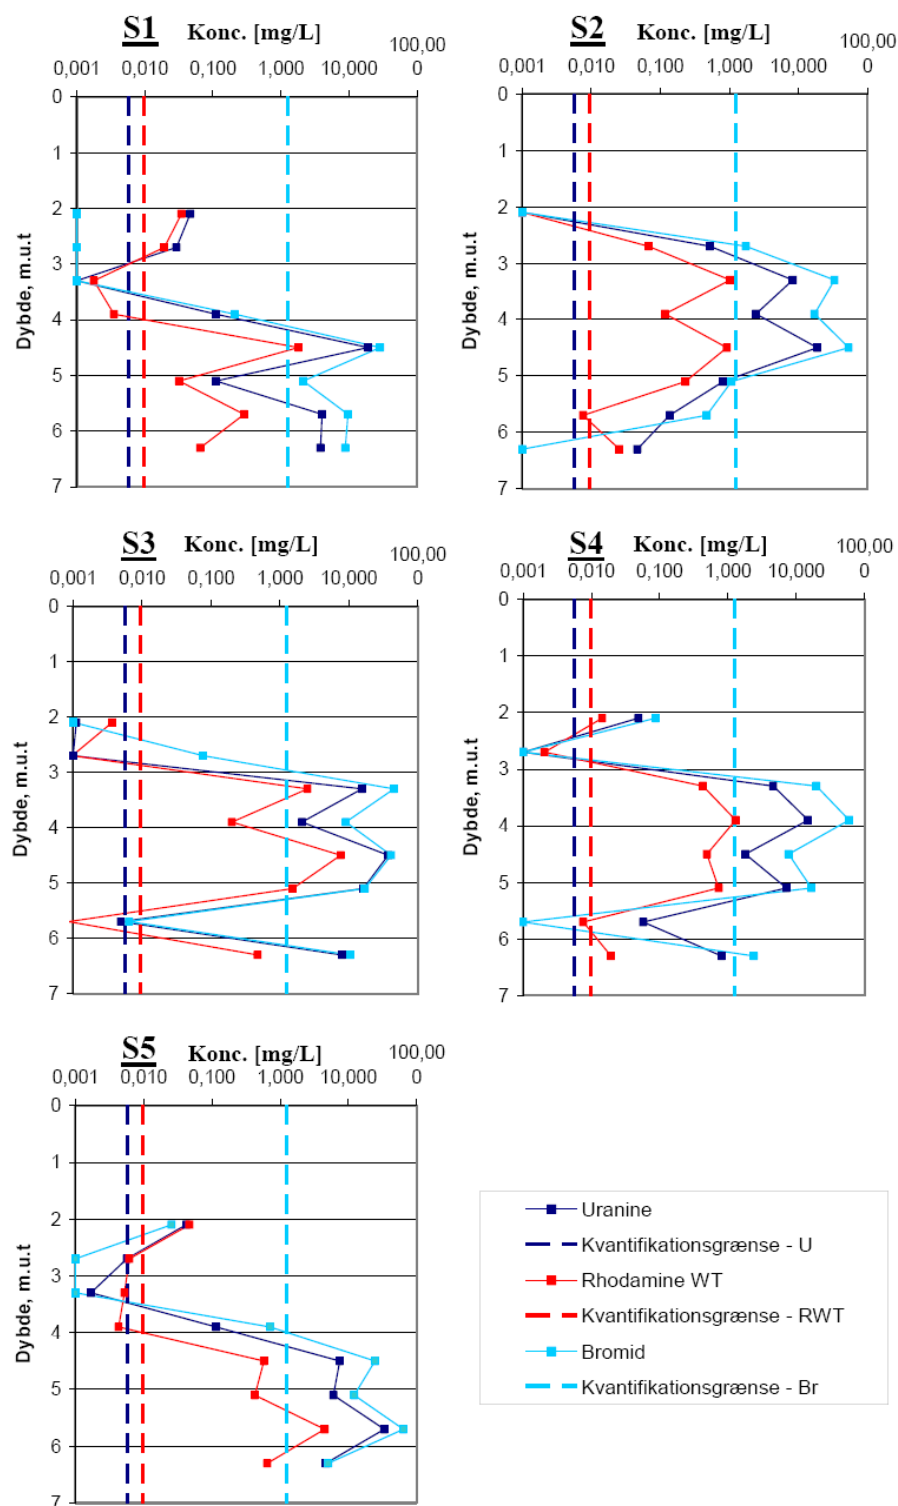 S1 Konc. [mg/L]
0,001 0,010 0,100 1,000 10,000 100,00
0
0
1
2
3
4
5
6
7
Dybde, m.u.t
S2 Konc. [mg/L]
0,001 0,010 0,100 1,000 10,000 100,00
0
0
1
2
3
4
5
6
7
Dybde, m.u.t
S3 Konc. [mg/L]
0,001 0,010 0,100 1,000 10,000 100,00
0
0
1
2
3
4
5
6
7
Dybde, m.u.t
S4 Konc. [mg/L]
0,001 0,010 0,100 1,000 10,000 100,00
0
0
1
2
3
4
5
6
7
Dybde, m.u.t
S5 Konc. [mg/L]
0,001 0,010 0,100 1,000 10,000 100,00
0
0
1
2
3
4
5
6
7
Dybde, m.u.t
Uranine
Kvantifikationsgrænse - U
Rhodamine WT
Kvantifikationsgrænse - RWT
Bromid
Kvantifikationsgrænse - Br